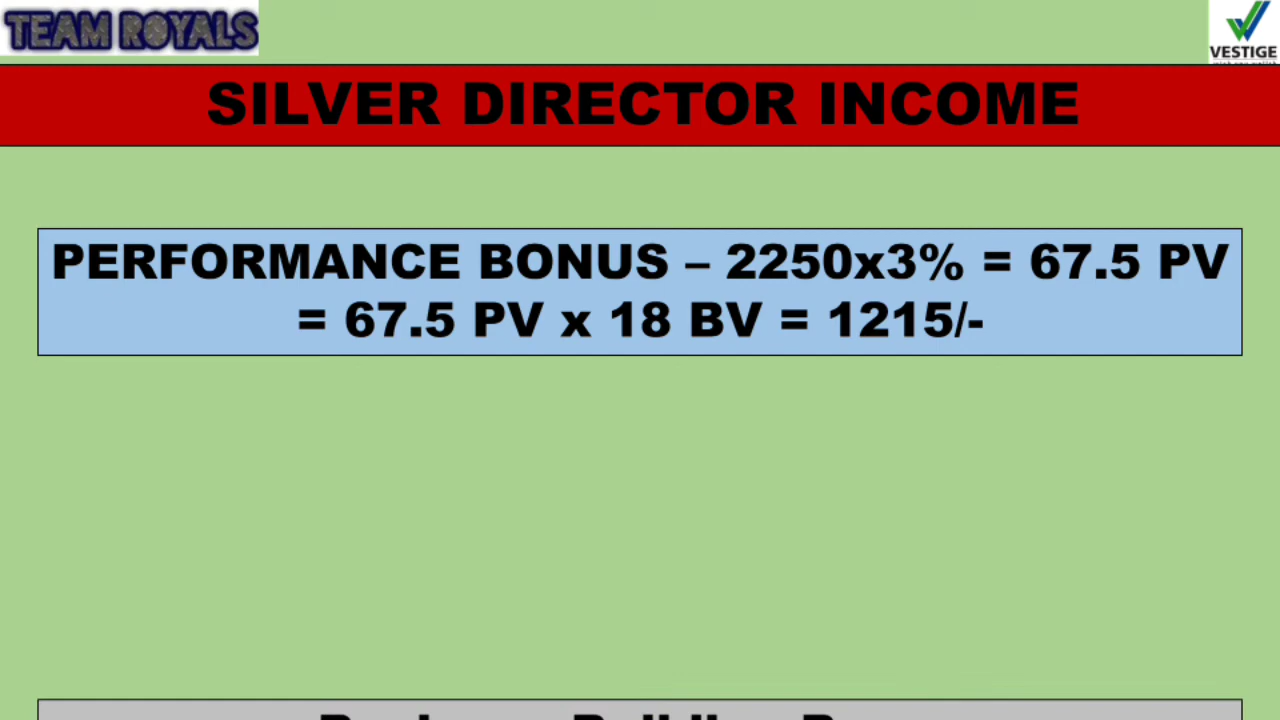 TEAM ROYALS
VESTIGE
SILVER DIRECTOR INCOME
PERFORMANCE BONUS – 2250x3% = 67.5 PV
= 67.5 PV x 18 BV = 1215/-